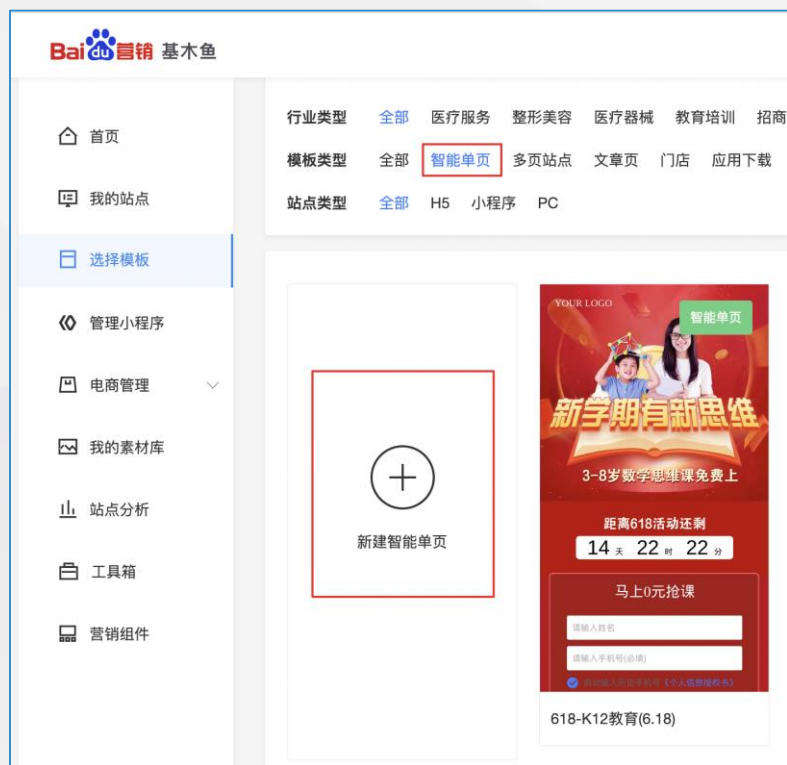 Bai du 营销 基木鱼
首页
我的站点
选择模板
管理小程序
电商管理
我的素材库
站点分析
工具箱
营销组件
行业类型 全部 医疗服务 整形美容 医疗器械 教育培训 招商
模板类型 全部 智能单页 多页站点 文章页 门店 应用下载
站点类型 全部 H5 小程序 PC
新建智能单页
YOUR LOGO
智能单页
新学期有新思维
3-8岁数学思维课免费上
距离618活动还剩
14 天 22 时 22 分
马上0元抢课
请输入姓名
请输入手机号(必填)
《个人信息授权书》
618-K12教育(6.18)